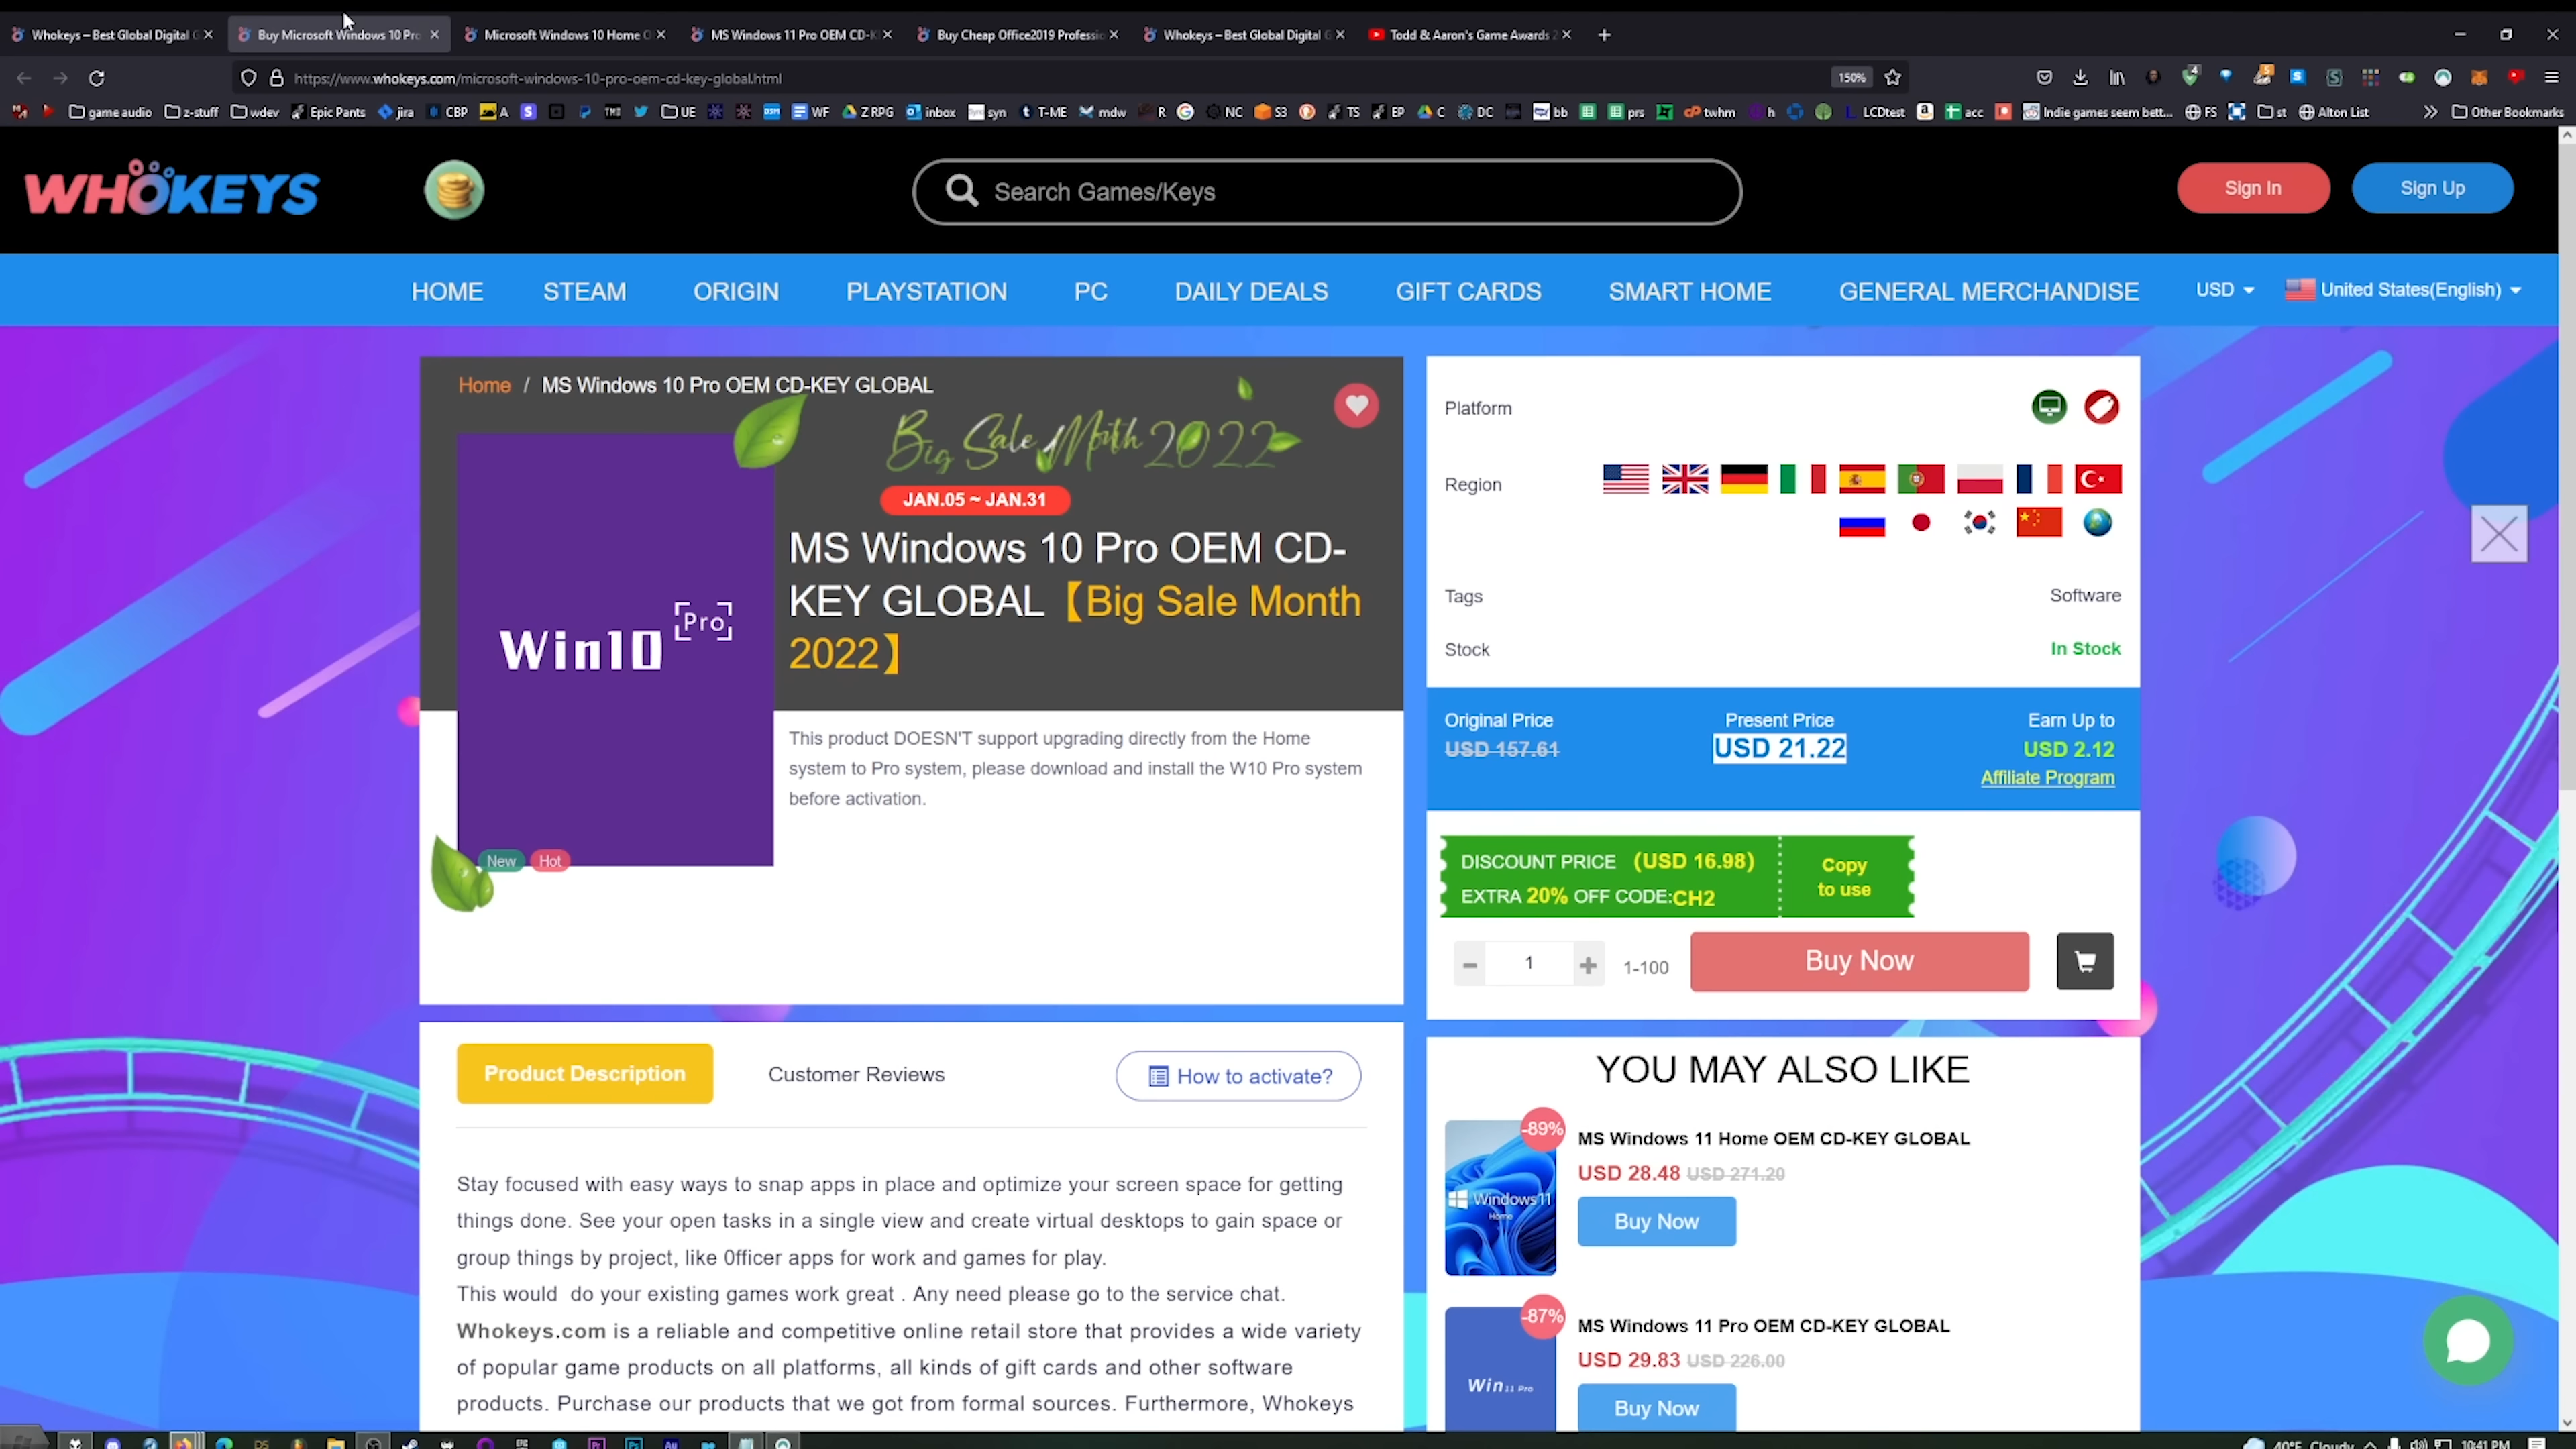 Whokeys – Best Global Digital G
Buy Microsoft Windows 10 Pro
Microsoft Windows 10 Home O
MS Windows 11 Pro OEM CD-K
Buy Cheap Office2019 Professio
Whokeys – Best Global Digital G
Todd & Aaron's Game Awards 2
https://www.whokeys.com/microsoft-windows-10-pro-oem-cd-key-global.html
150%
game audio z-stuff wdev Epic Pants jira CBP A UE WF Z RPG inbox syn T-ME mdw R NC S3 TS EP C DC bb prs twhm h LCDtest acc Indie games seem bett... FS st Alton List Other Bookmarks
WHOKEYS
Search Games/Keys
Sign In
Sign Up
HOME STEAM ORIGIN PLAYSTATION PC DAILY DEALS GIFT CARDS SMART HOME GENERAL MERCHANDISE USD United States(English)
Home / MS Windows 10 Pro OEM CD-KEY GLOBAL
Big Sale Month 2022
JAN.05 ~ JAN.31
MS Windows 10 Pro OEM CD-
KEY GLOBAL【Big Sale Month
2022】
Win10 Pro
This product DOESN'T support upgrading directly from the Home
system to Pro system, please download and install the W10 Pro system
before activation.
New Hot
Platform
Region
Tags Software
Stock In Stock
Original Price Present Price Earn Up to
USD 157.61 USD 21.22 USD 2.12
Affiliate Program
DISCOUNT PRICE (USD 16.98)
EXTRA 20% OFF CODE:CH2
Copy
to use
- 1 + 1-100 Buy Now
Product Description
Customer Reviews
How to activate?
Stay focused with easy ways to snap apps in place and optimize your screen space for getting
things done. See your open tasks in a single view and create virtual desktops to gain space or
group things by project, like 0fficer apps for work and games for play.
This would do your existing games work great . Any need please go to the service chat.
Whokeys.com is a reliable and competitive online retail store that provides a wide variety
of popular game products on all platforms, all kinds of gift cards and other software
products. Purchase our products that we got from formal sources. Furthermore, Whokeys
YOU MAY ALSO LIKE
-89%
Windows 11
Home
MS Windows 11 Home OEM CD-KEY GLOBAL
USD 28.48 USD 271.20
Buy Now
-87%
Win 11 Pro
MS Windows 11 Pro OEM CD-KEY GLOBAL
USD 29.83 USD 226.00
Buy Now
40°F Cloudy 10:41 PM